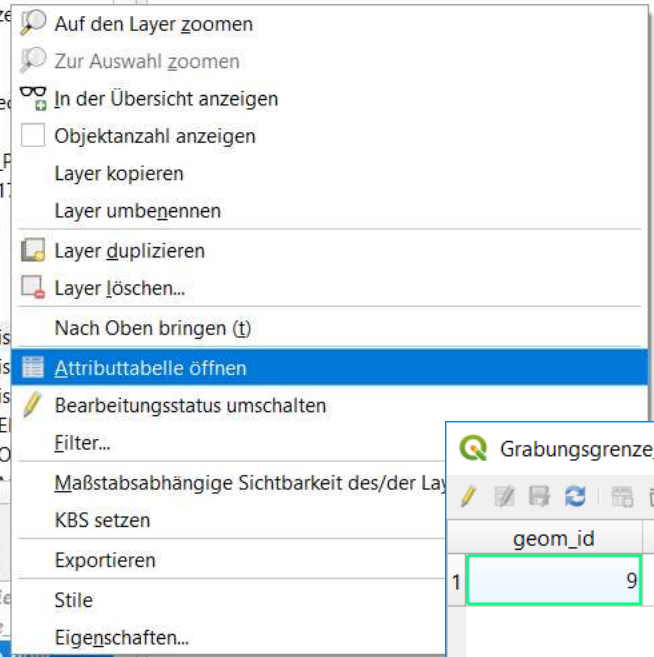 Auf den Layer zoomen
Zur Auswahl zoomen
In der Übersicht anzeigen
Objektanzahl anzeigen
Layer kopieren
Layer umbenennen
Layer duplizieren
Layer löschen...
Nach Oben bringen (t)
Attributtabelle öffnen
Bearbeitungsstatus umschalten
Filter...
Maßstabsabhängige Sichtbarkeit des/der Lay
KBS setzen
Exportieren
Stile
Eigenschaften...
Grabungsgrenze
geom_id
1 9